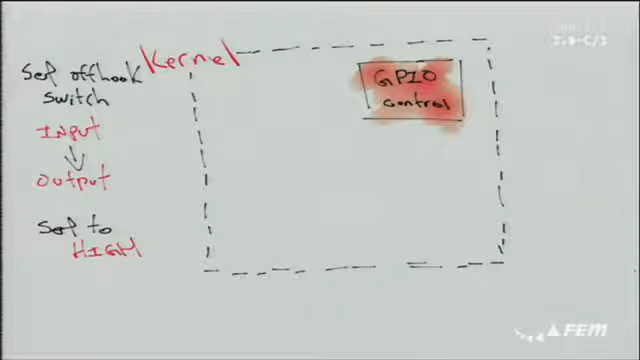 Kernel
Set offhook
switch
INPUT
OUTPUT
Set to
HIGH
GPIO
control
FEM